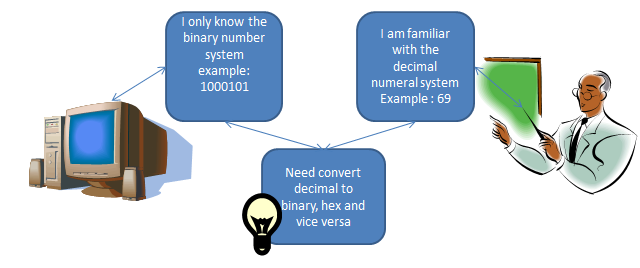 I only know the
binary number
system
example:
1000101
I am familiar
with the
decimal
numeral system
Example : 69
Need convert
decimal to
binary, hex and
vice versa